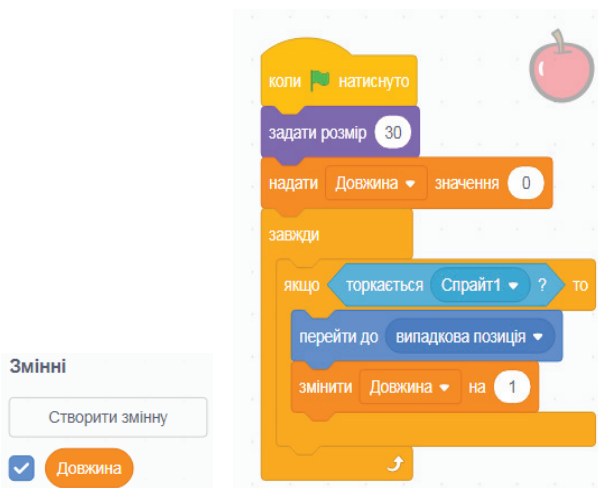 коли натиснуто
задати розмір 30
надати Довжина значення 0
завжди
якщо торкається Спрайт1 ? то
перейти до випадкова позиція
змінити Довжина на 1
Змінні
Створити змінну
Довжина